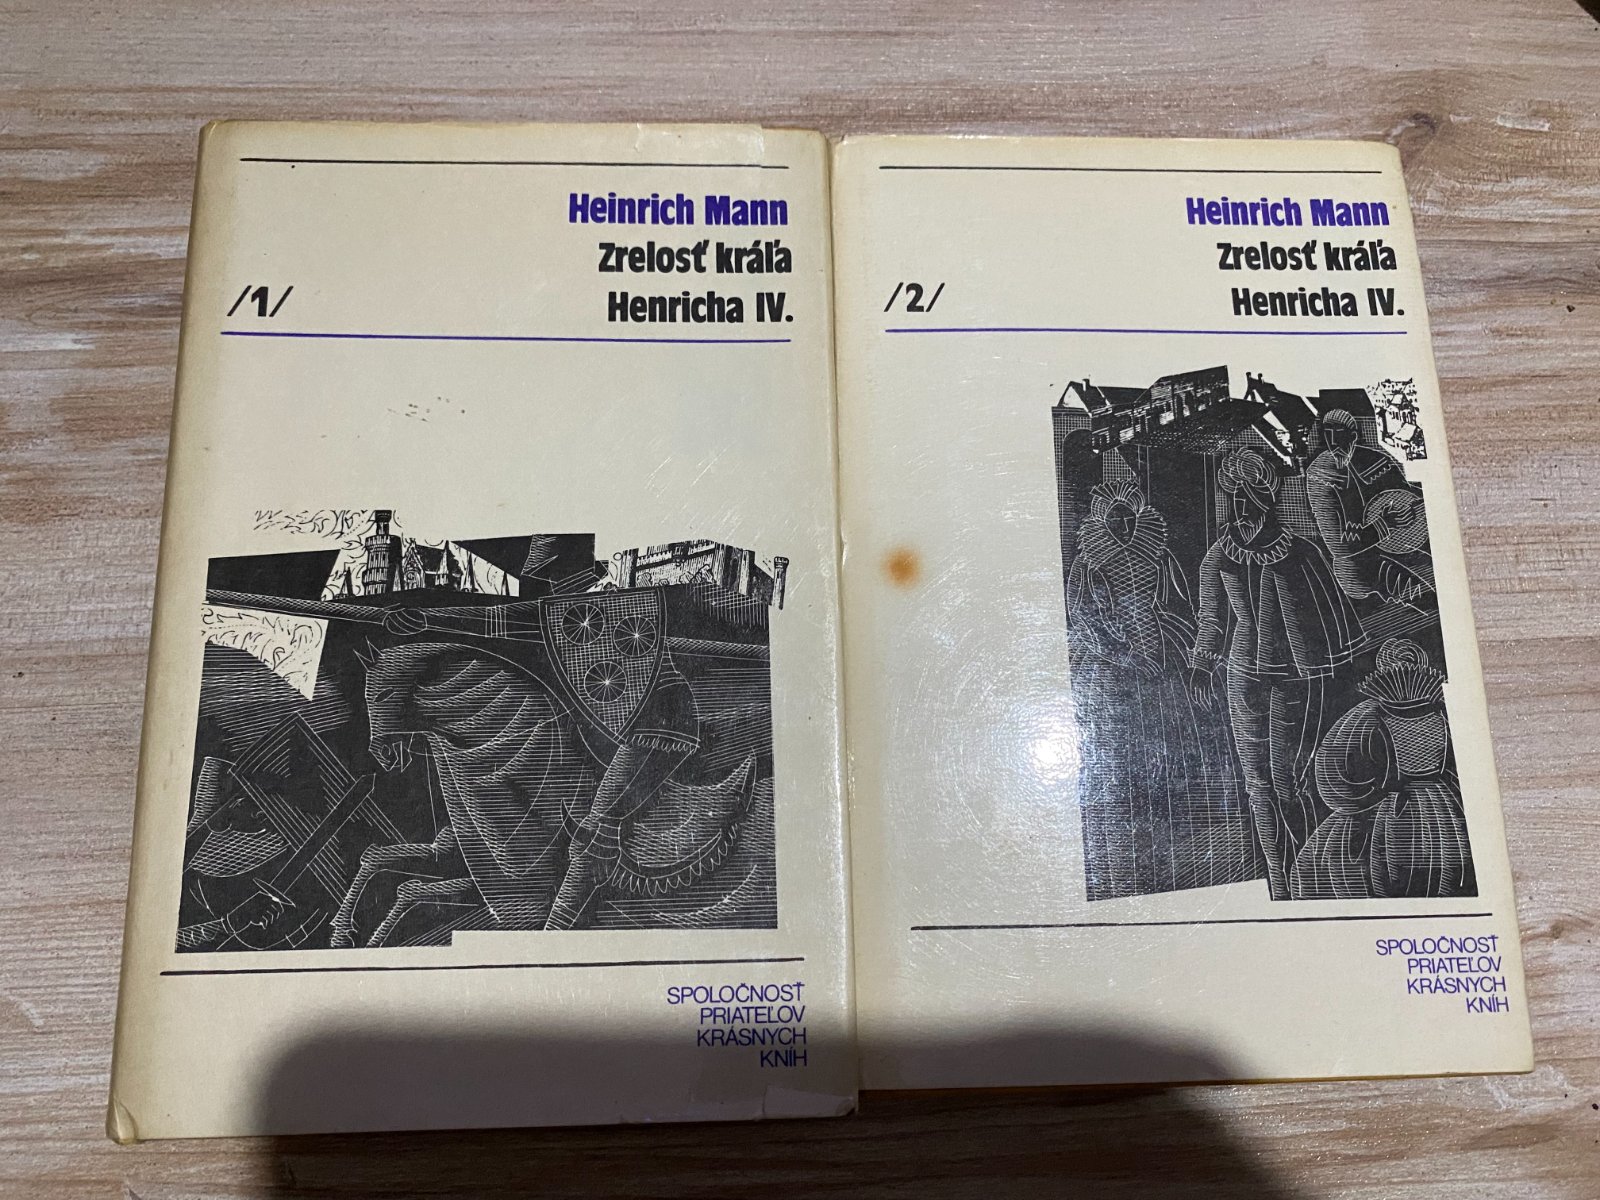 Heinrich Mann
Zrelosť kráľa
/1/ Henricha IV.
SPOLOČNOSŤ
PRIATEĽOV
KRÁSNYCH
KNÍH
Heinrich Mann
Zrelosť kráľa
/2/ Henricha IV.
SPOLOČNOSŤ
PRIATEĽOV
KRÁSNYCH
KNÍH